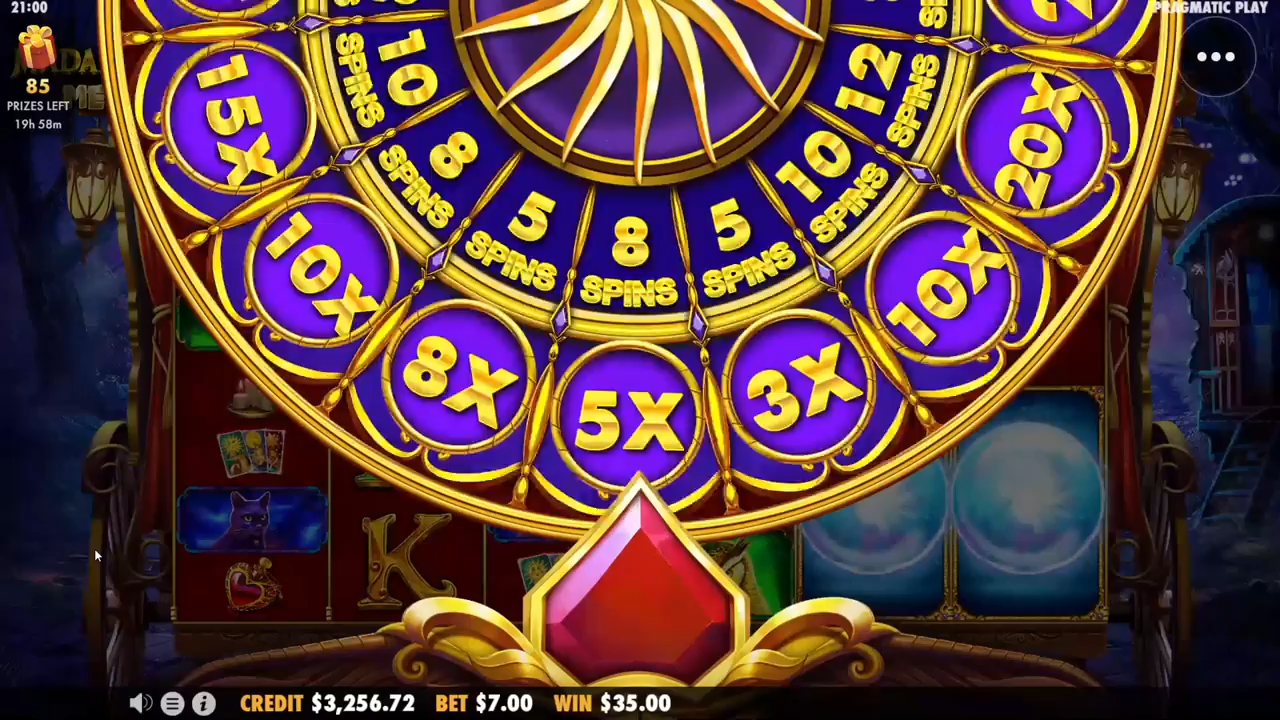 21:00
PRAGMATIC PLAY
85
PRIZES LEFT
19h 58m
15X
10
SPINS
12
SPINS
20X
8
SPINS
10
SPINS
5
SPINS
8
SPINS
5
SPINS
10X
10X
8X
5X
3X
K
CREDIT $3,256.72 BET $7.00 WIN $35.00